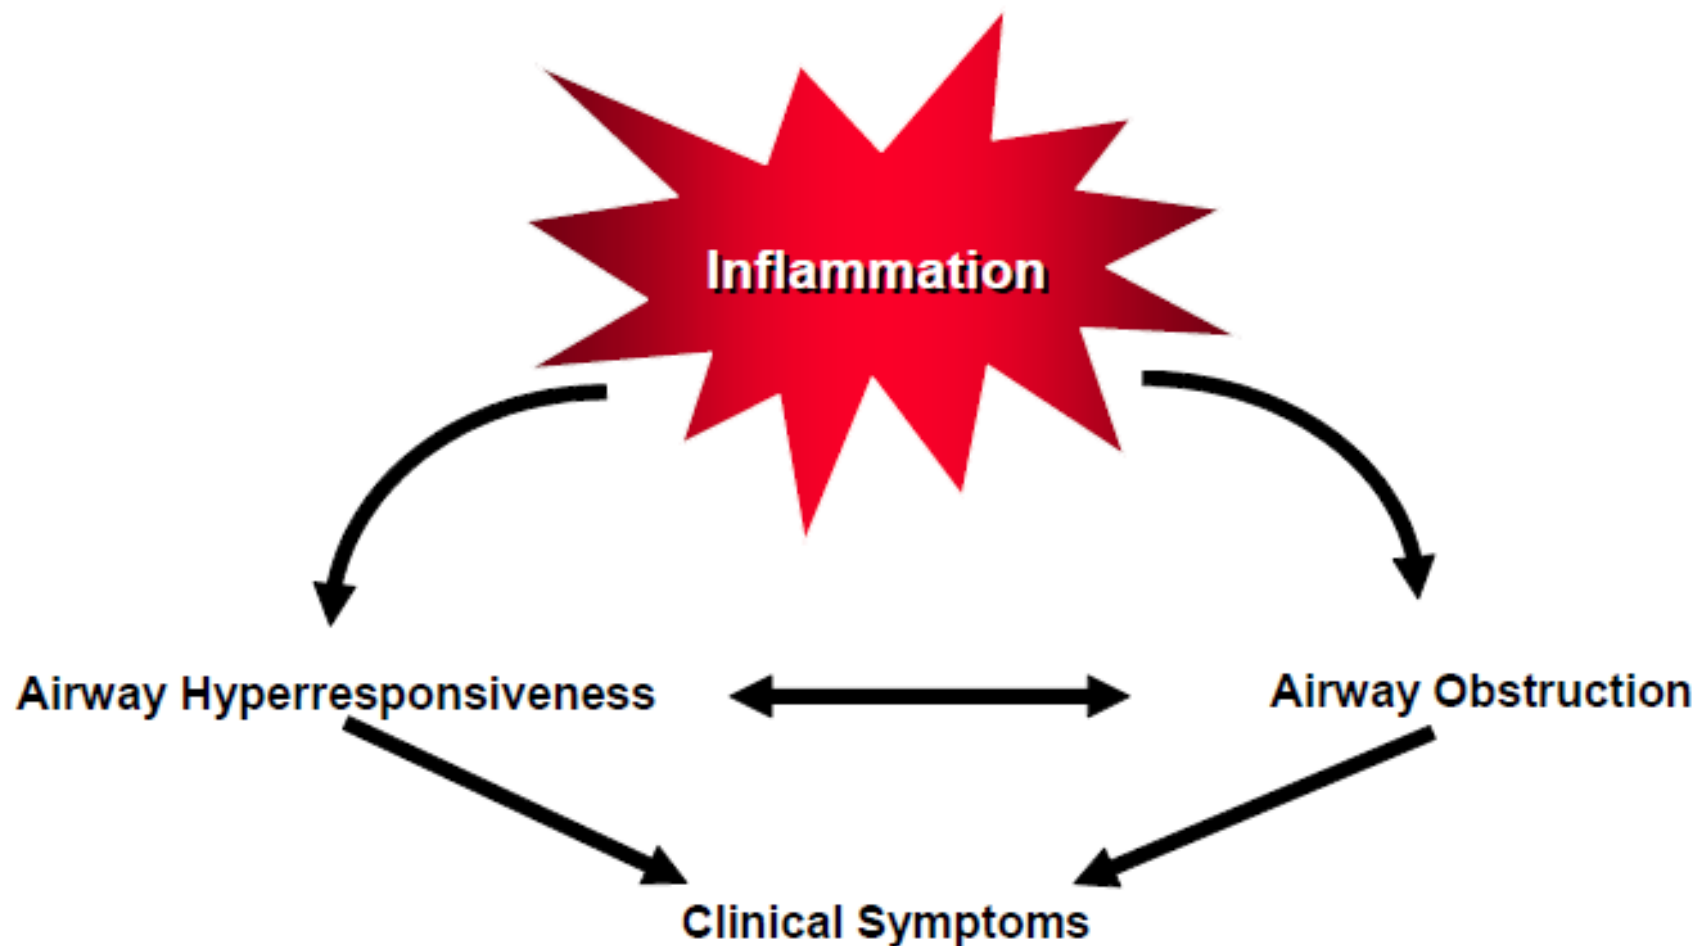 Inflammation
Airway Hyperresponsiveness
Airway Obstruction
Clinical Symptoms